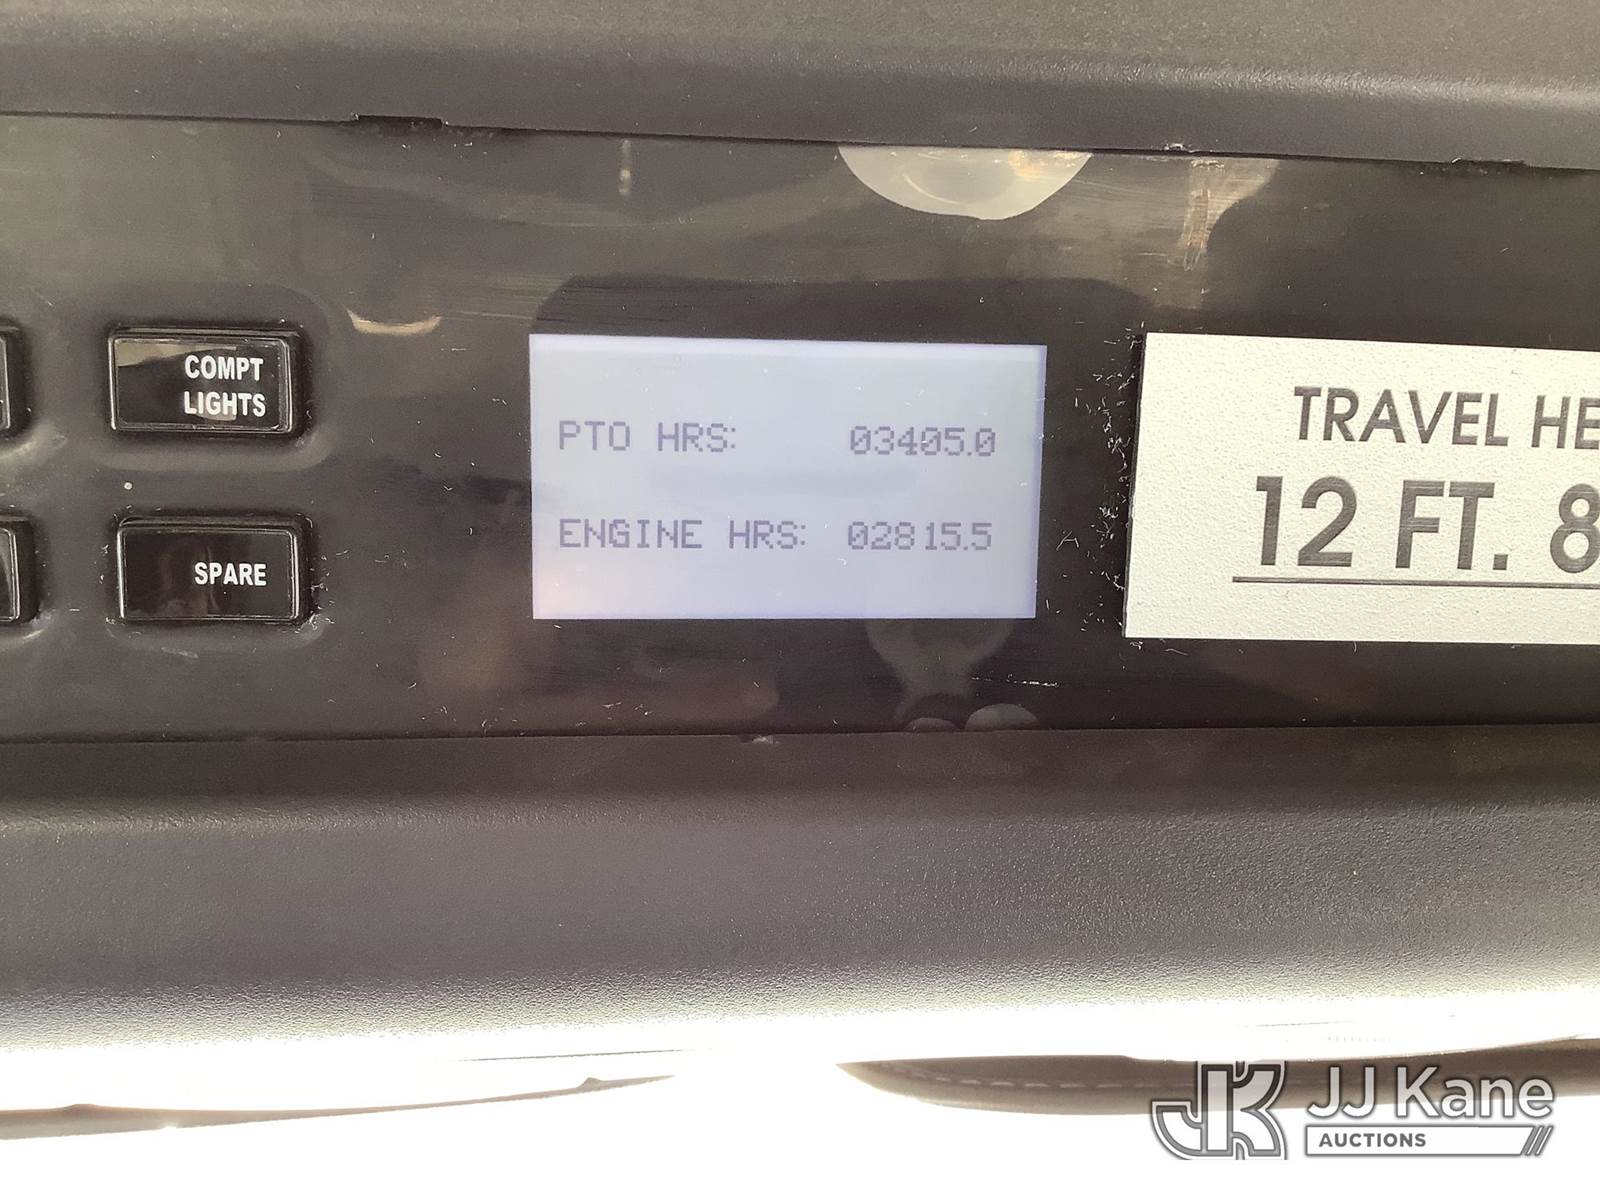 COMPT
LIGHTS
SPARE
PTO HRS: 03405.0
ENGINE HRS: 02815.5
TRAVEL HE
12 FT. 8
JJ Kane
AUCTIONS